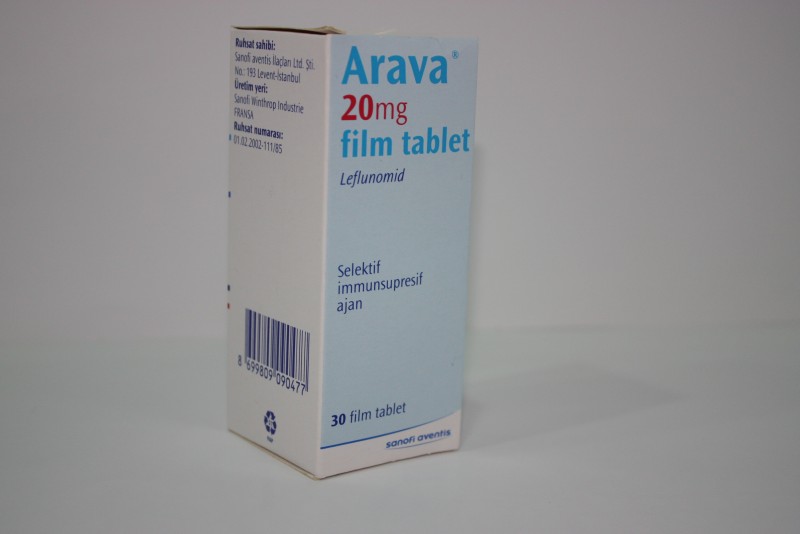 Ruhsat sahibi:
Sanofi aventis İlaçları Ltd. Şti.
No.: 193 Levent-İstanbul
Üretim yeri:
Sanofi Winthrop Industrie
FRANSA
Ruhsat numarası:
01.02.2002-111/85
8 699809 090477
Arava®
20mg
film tablet
Leflunomid
Selektif
immunsupresif
ajan
30 film tablet
sanofi aventis